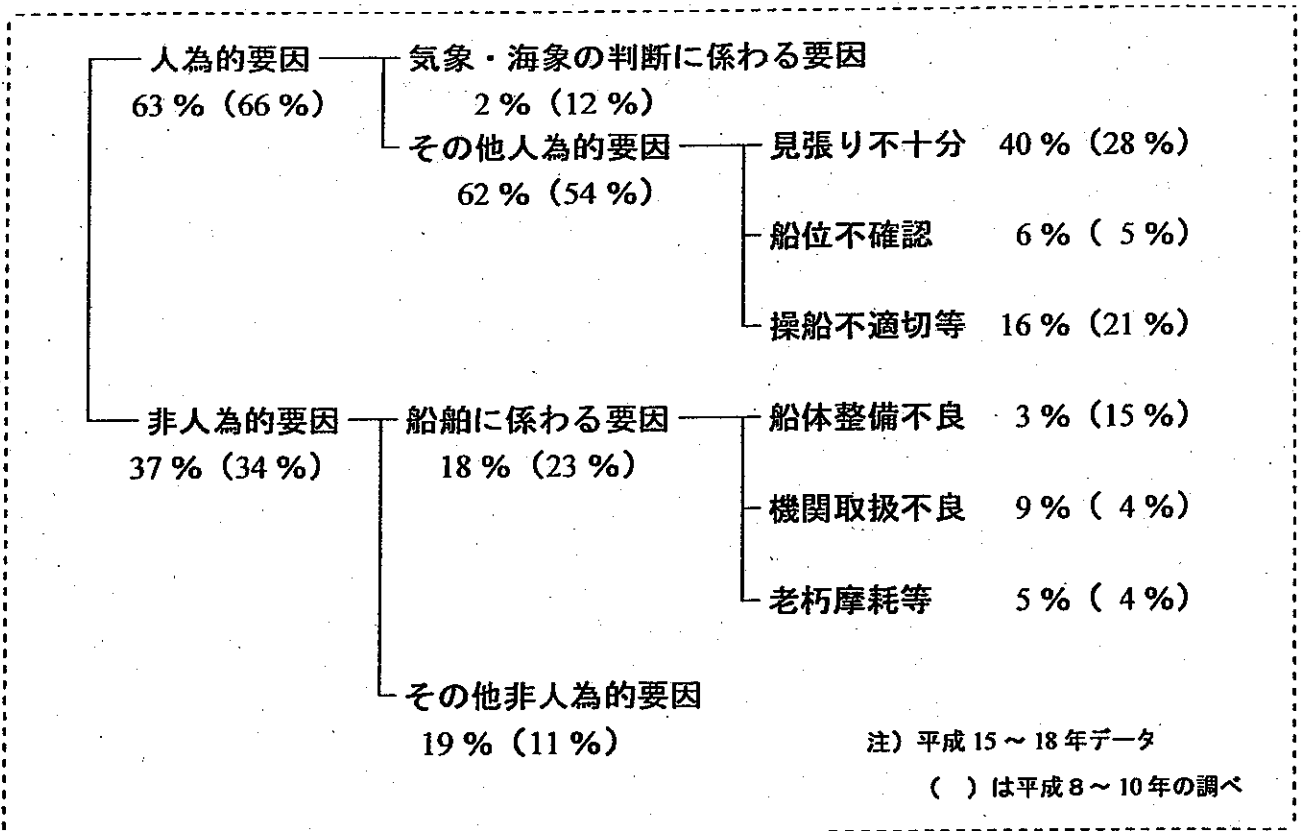 人為的要因 気象・海象の判断に係わる要因
63 %（66 %） 2 %（12 %）
その他人為的要因 見張り不十分 40 %（28 %）
62 %（54 %）
船位不確認 6 %（ 5 %）
操船不適切等 16 %（21 %）
非人為的要因 船舶に係わる要因 船体整備不良 3 %（15 %）
37 %（34 %） 18 %（23 %）
機関取扱不良 9 %（ 4 %）
老朽摩耗等 5 %（ 4 %）
その他非人為的要因
19 %（11 %）
注）平成 15 ～ 18 年データ
（ ）は平成８～ 10 年の調べ